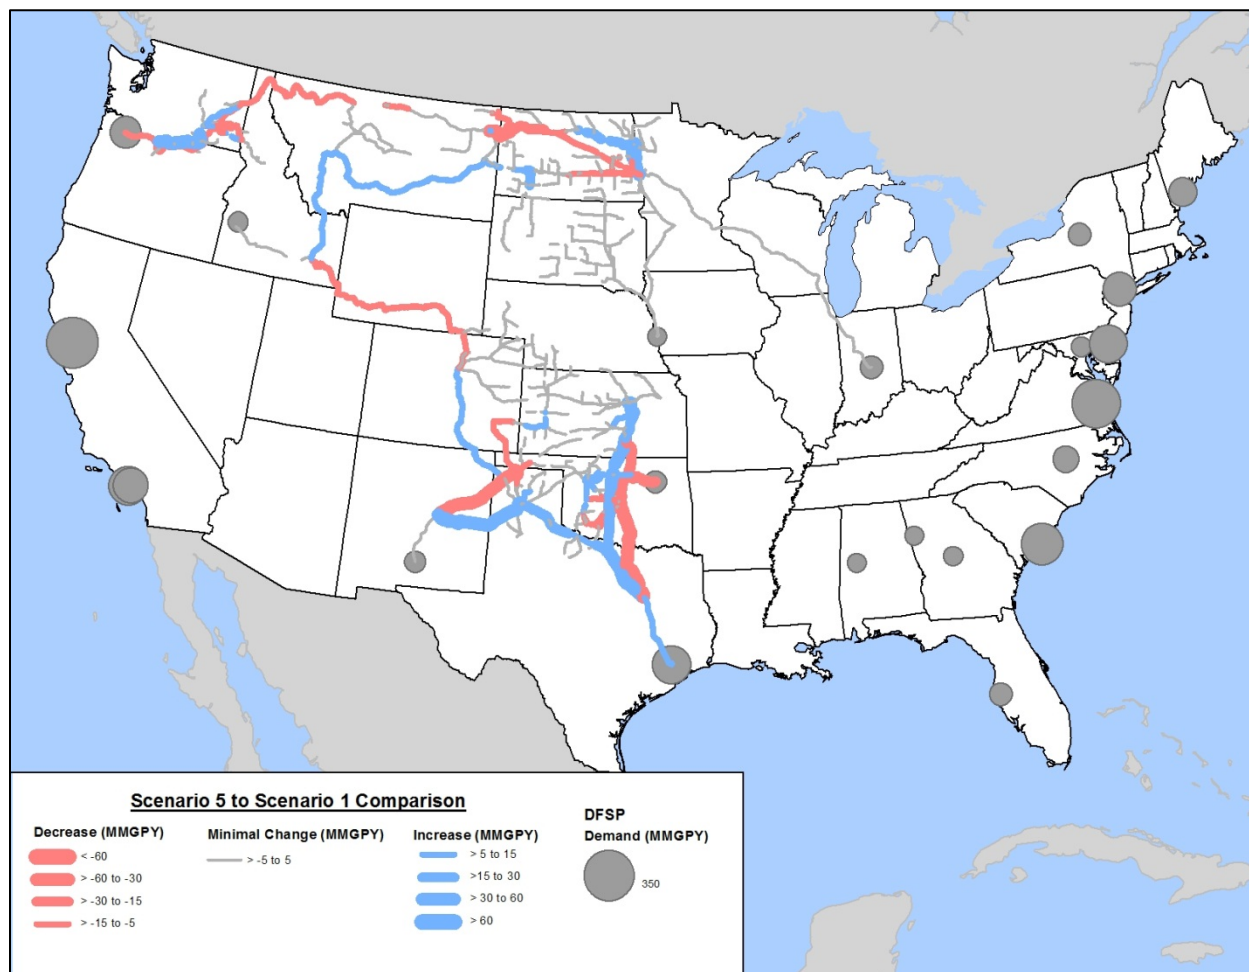 Scenario 5 to Scenario 1 Comparison
Decrease (MMGPY)
< -60
> -60 to -30
> -30 to -15
> -15 to -5
Minimal Change (MMGPY)
> -5 to 5
Increase (MMGPY)
> 5 to 15
>15 to 30
> 30 to 60
> 60
DFSP
Demand (MMGPY)
350